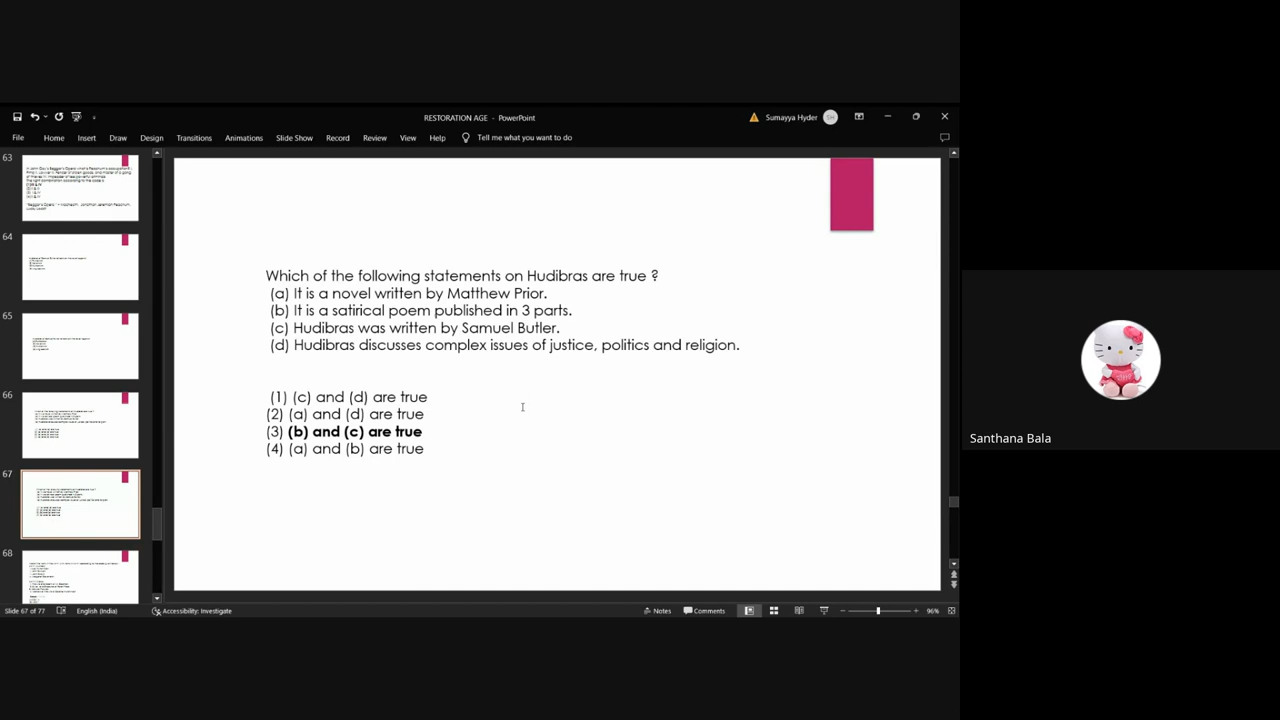 RESTORATION AGE - PowerPoint
Sumayya Hyder
SH
File Home Insert Draw Design Transitions Animations Slide Show Record Review View Help Tell me what you want to do
63
64
65
66
67
68
Which of the following statements on Hudibras are true ?
(a) It is a novel written by Matthew Prior.
(b) It is a satirical poem published in 3 parts.
(c) Hudibras was written by Samuel Butler.
(d) Hudibras discusses complex issues of justice, politics and religion.
(1) (c) and (d) are true
(2) (a) and (d) are true
(3) (b) and (c) are true
(4) (a) and (b) are true
Santhana Bala
Slide 67 of 77 English (India) Accessibility: Investigate Notes Comments 96%